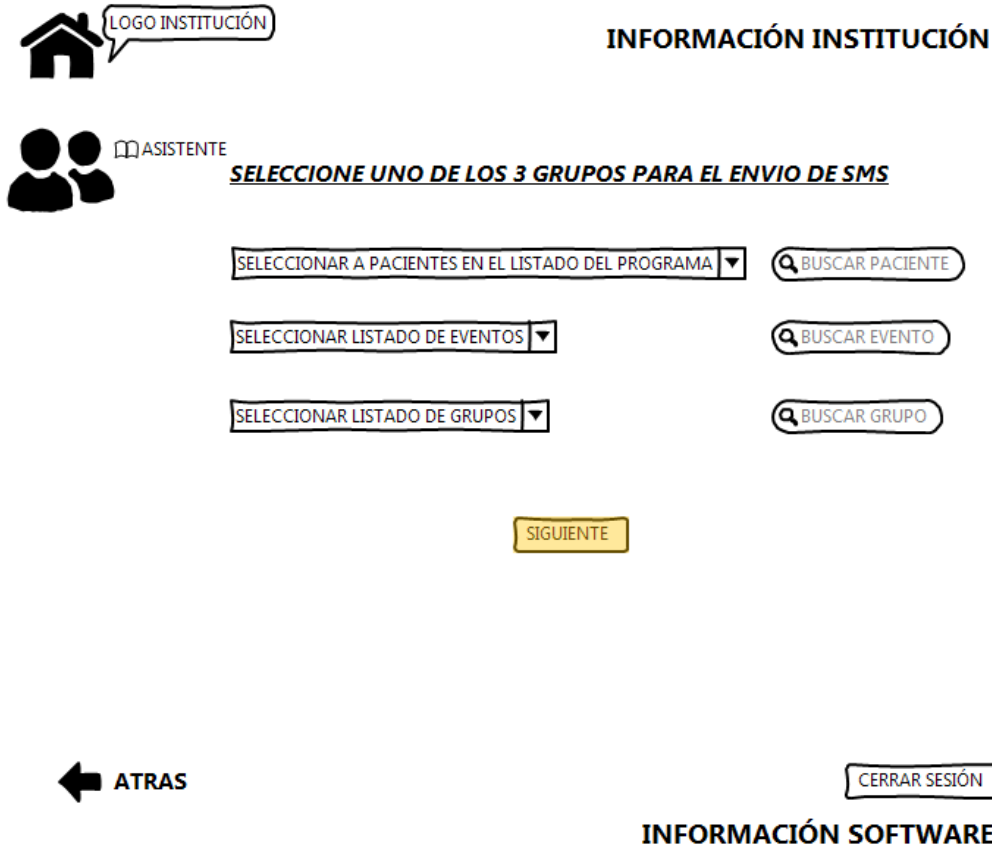 LOGO INSTITUCIÓN
INFORMACIÓN INSTITUCIÓN
ASISTENTE
SELECCIONE UNO DE LOS 3 GRUPOS PARA EL ENVIO DE SMS
SELECCIONAR A PACIENTES EN EL LISTADO DEL PROGRAMA
BUSCAR PACIENTE
SELECCIONAR LISTADO DE EVENTOS
BUSCAR EVENTO
SELECCIONAR LISTADO DE GRUPOS
BUSCAR GRUPO
SIGUIENTE
ATRAS
CERRAR SESIÓN
INFORMACIÓN SOFTWARE